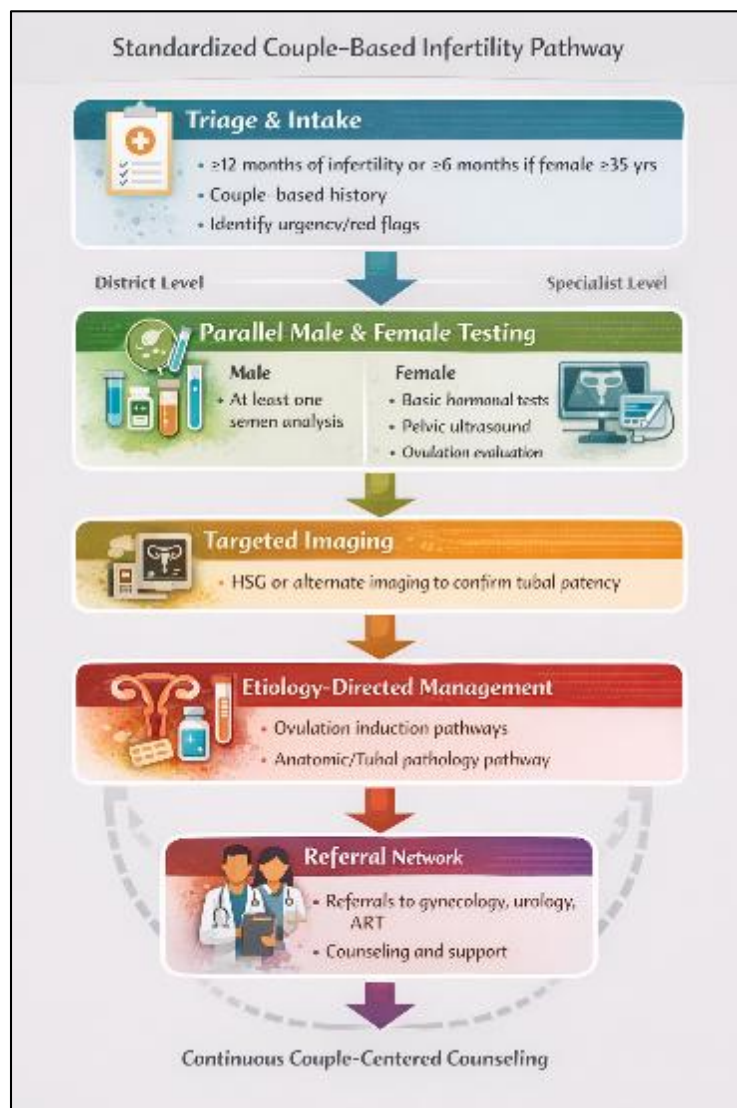 Standardized Couple-Based Infertility Pathway
Triage & Intake
• ≥12 months of infertility or ≥6 months if female ≥35 yrs
• Couple based history
• Identify urgency/red flags
District Level
Specialist Level
Parallel Male & Female Testing
Male
• At least one
semen analysis
Female
• Basic hormonal tests
• Pelvic ultrasound
• Ovulation evaluation
Targeted Imaging
• HSG or alternate imaging to confirm tubal patency
Etiology-Directed Management
• Ovulation induction pathways
• Anatomic/Tubal pathology pathway
Referral Network
• Referrals to gynecology, urology,
ART
• Counseling and support
Continuous Couple-Centered Counseling